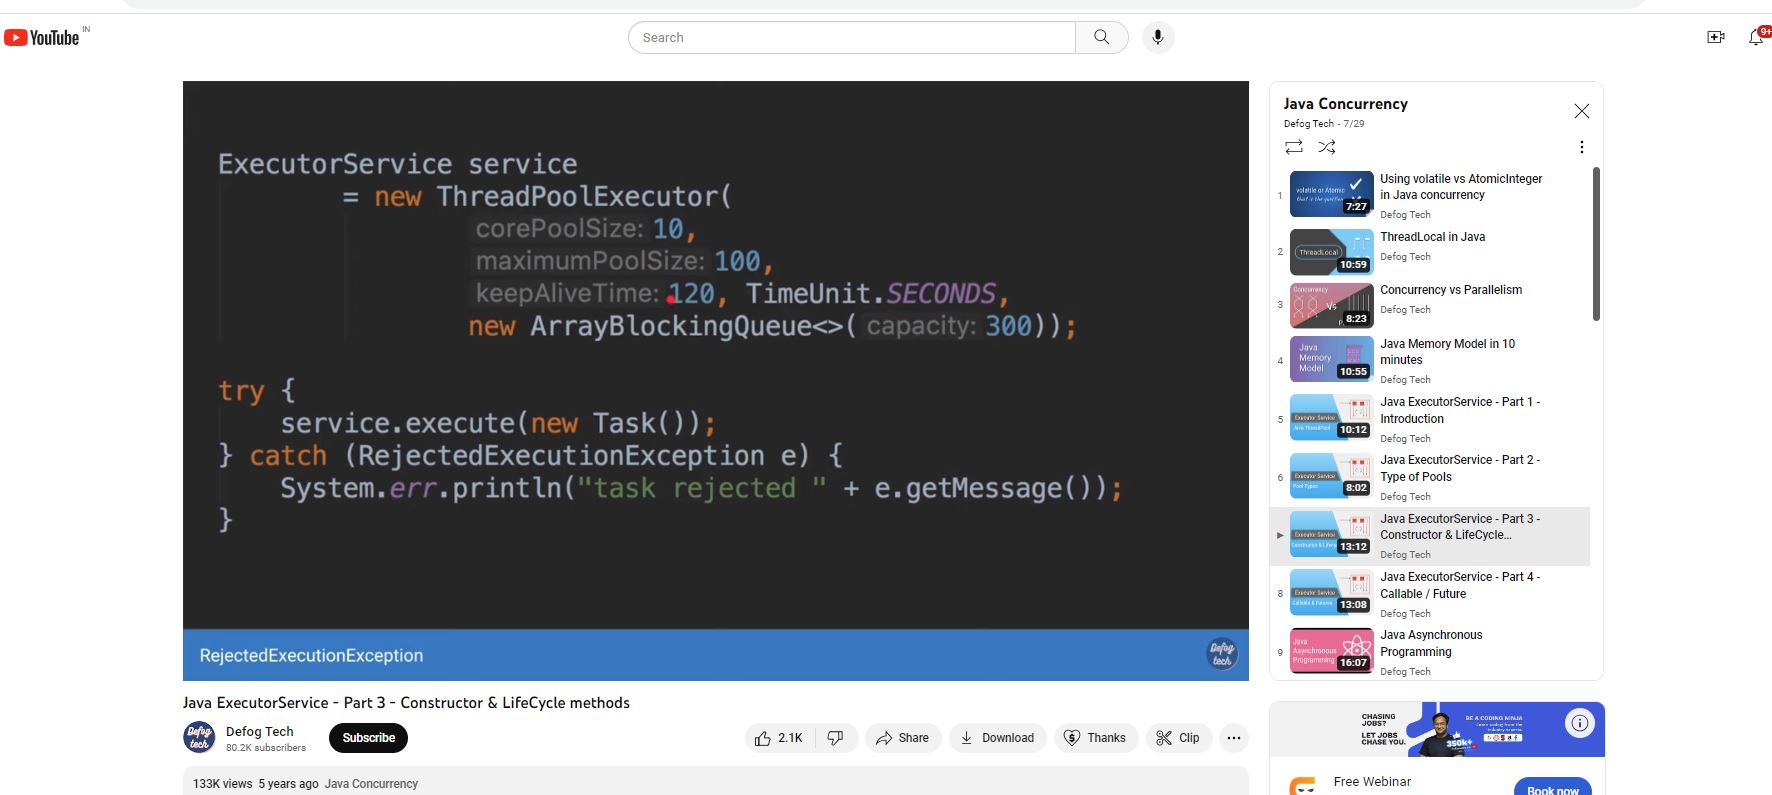 YouTube IN
Search
9+
ExecutorService service
= new ThreadPoolExecutor(
corePoolSize: 10,
maximumPoolSize: 100,
keepAliveTime: 120, TimeUnit.SECONDS,
new ArrayBlockingQueue<>( capacity: 300));
try {
service.execute(new Task());
} catch (RejectedExecutionException e) {
System.err.println("task rejected " + e.getMessage());
}
RejectedExecutionException
Defog
tech
Java ExecutorService - Part 3 - Constructor & LifeCycle methods
Defog
tech
Defog Tech
80.2K subscribers
Subscribe
2.1K
Share
Download
Thanks
Clip
133K views 5 years ago Java Concurrency
Java Concurrency
Defog Tech - 7/29
1
volatile or Atomic
that is the question
7:27
Using volatile vs AtomicInteger
in Java concurrency
Defog Tech
2
ThreadLocal
10:59
ThreadLocal in Java
Defog Tech
3
Concurrency
Vs
8:23
Concurrency vs Parallelism
Defog Tech
4
Java
Memory
Model
10:55
Java Memory Model in 10
minutes
Defog Tech
5
Executor Service
Java ThreadPool
10:12
Java ExecutorService - Part 1 -
Introduction
Defog Tech
6
Executor Service
Pool Types
8:02
Java ExecutorService - Part 2 -
Type of Pools
Defog Tech
Executor Service
13:12
Java ExecutorService - Part 3 -
Constructor & LifeCycle...
Defog Tech
8
Executor Service
Callable & Futures
13:08
Java ExecutorService - Part 4 -
Callable / Future
Defog Tech
9
Java
Asynchronous
Programming
16:07
Java Asynchronous
Programming
Defog Tech
CHASING
JOBS?
LET JOBS
CHASE YOU.
350k+
BE A CODING NINJA
Free Webinar
Book now